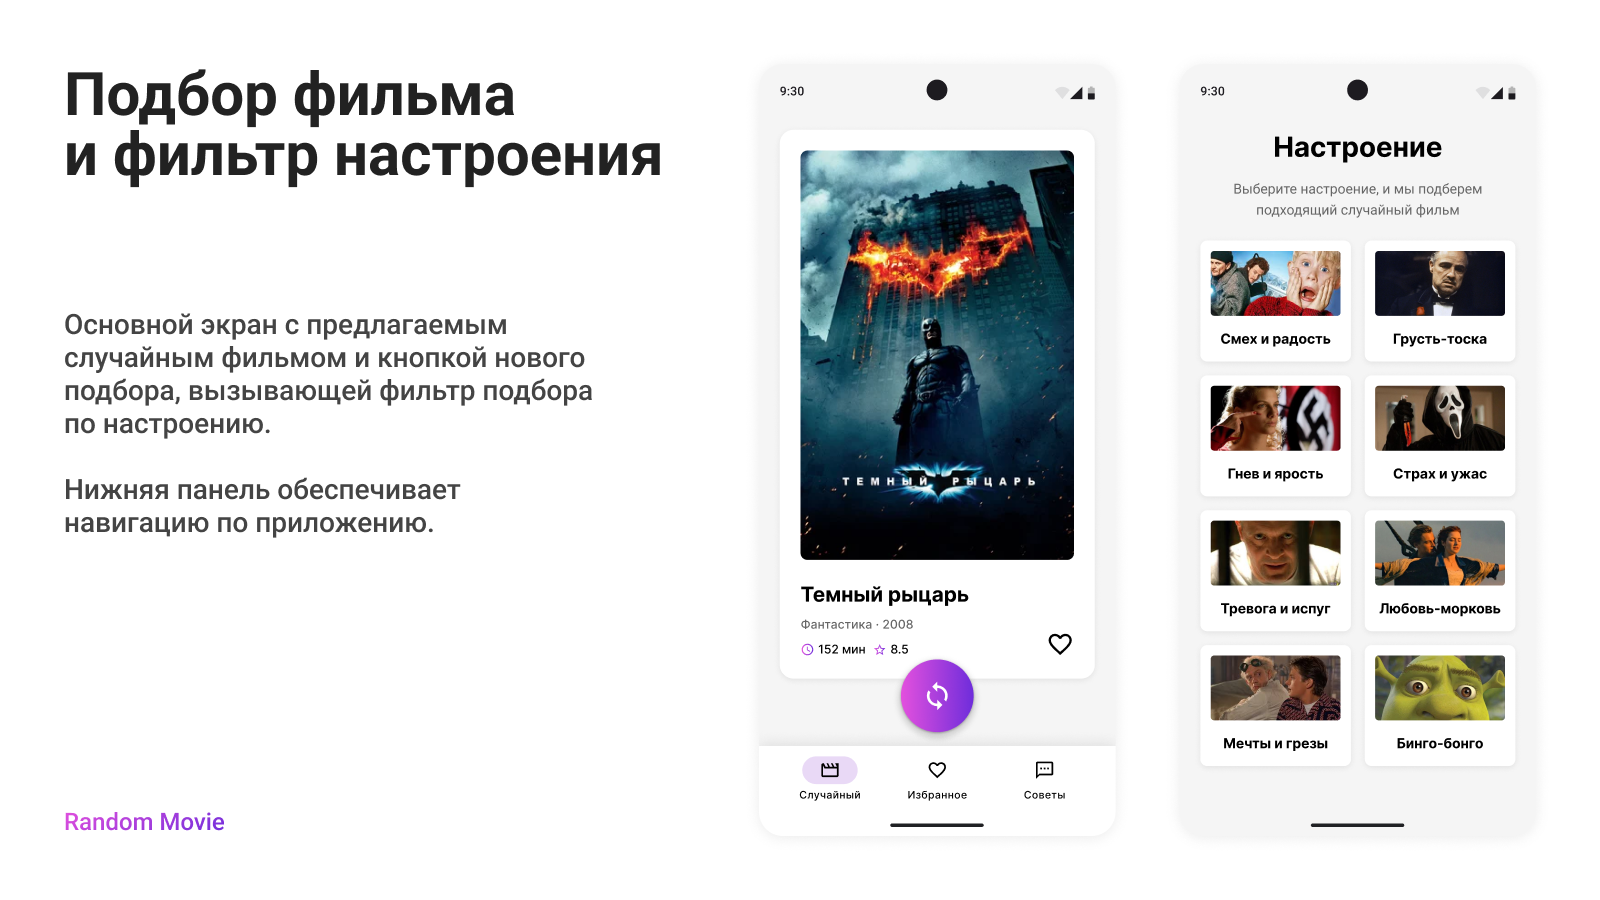 Подбор фильма
и фильтр настроения
Основной экран с предлагаемым
случайным фильмом и кнопкой нового
подбора, вызывающей фильтр подбора
по настроению.
Нижняя панель обеспечивает
навигацию по приложению.
Random Movie
9:30
ТЕМНЫЙ РЫЦАРЬ
Темный рыцарь
Фантастика · 2008
152 мин 8.5
Случайный Избранное Советы
9:30
Настроение
Выберите настроение, и мы подберем
подходящий случайный фильм
Смех и радость Грусть-тоска
Гнев и ярость Страх и ужас
Тревога и испуг Любовь-морковь
Мечты и грезы Бинго-бонго